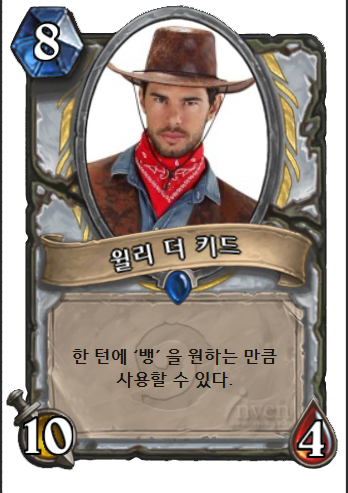 8
윌리 더 키드
한 턴에 ‘뱅’ 을 원하는 만큼
사용할 수 있다.
inven
10
4